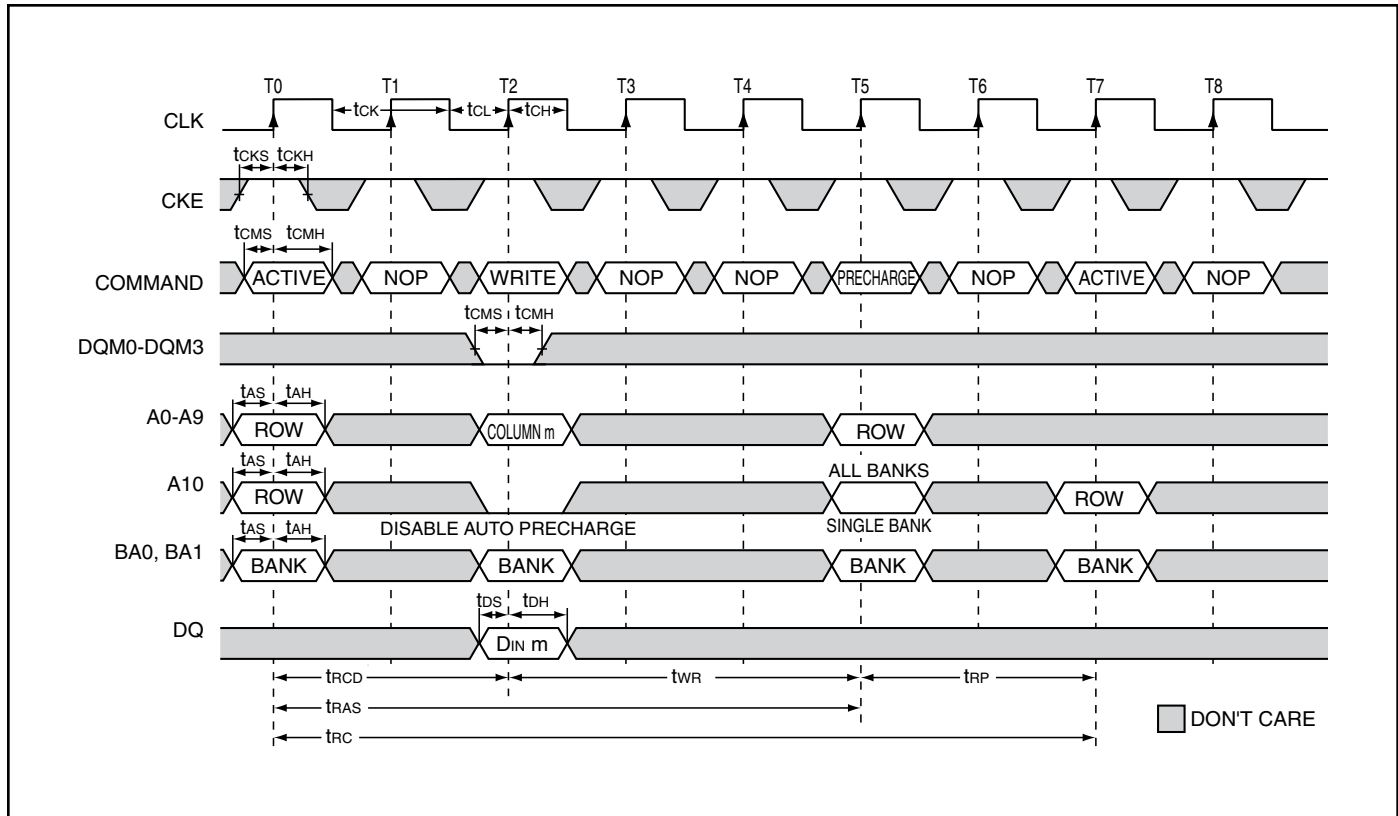 T0 T1 T2 T3 T4 T5 T6 T7 T8
tCK tCL tCH
CLK
tCKS tCKH
CKE
tCMS tCMH
COMMAND ACTIVE NOP WRITE NOP NOP PRECHARGE NOP ACTIVE NOP
tCMS tCMH
DQM0-DQM3
tAS tAH
A0-A9 ROW COLUMN m ROW
tAS tAH ALL BANKS
A10 ROW ROW
tAS tAH DISABLE AUTO PRECHARGE SINGLE BANK
BA0, BA1 BANK BANK BANK BANK
tDS tDH
DQ DIN m
tRCD tWR tRP
tRAS
DON'T CARE
tRC